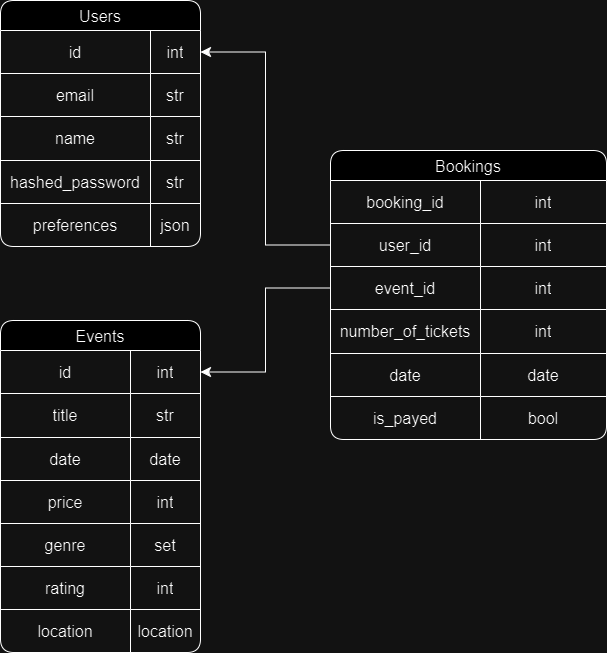 Users
id int
email str
name str
hashed_password str
preferences json
Bookings
booking_id int
user_id int
event_id int
number_of_tickets int
date date
is_payed bool
Events
id int
title str
date date
price int
genre set
rating int
location location